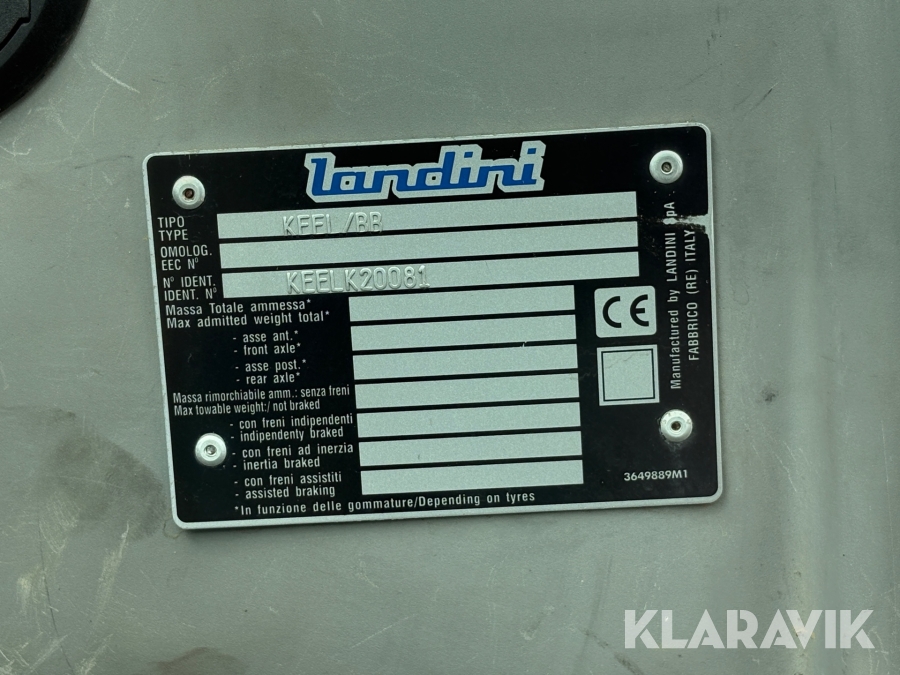 landini
TIPO
TYPE KEEL/BB
OMOLOG.
EEC Nº
Nº IDENT.
IDENT. Nº KEELK20081
Massa Totale ammessa*
Max admitted weight total*
- asse ant.*
- front axle*
- asse post.*
- rear axle*
Massa rimorchiabile amm.: senza freni
Max towable weight:/ not braked
- con freni indipendenti
independenty braked
- con freni ad inerzia
- inertia braked
- con freni assistiti
- assisted braking
*In funzione delle gommature/Depending on tyres
CE
Manufactured by LANDINI SpA
FABBRICO (RE) ITALY
3649889M1
KLARAVIK